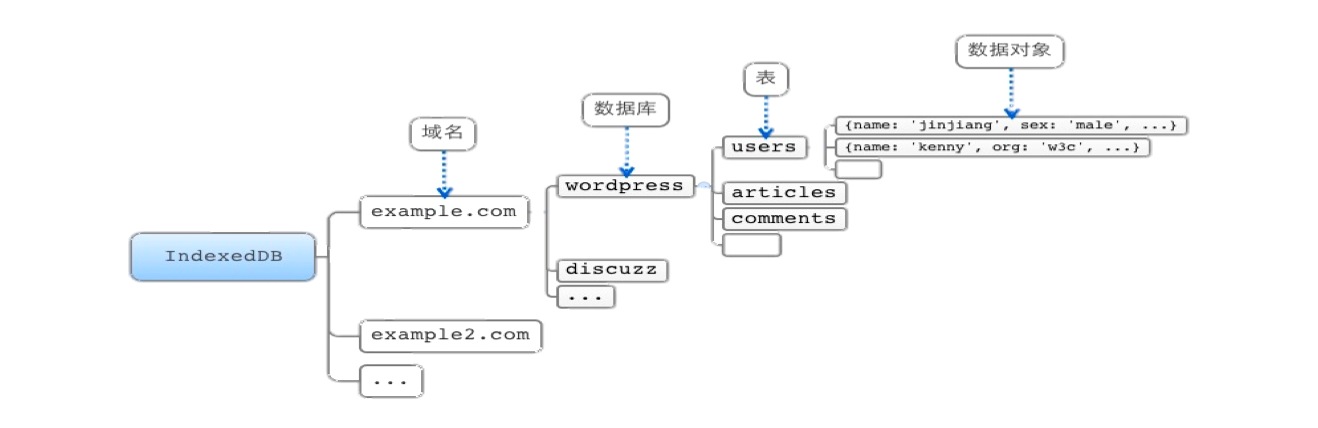 数据对象
表
数据库
域名
{name: 'jinjiang', sex: 'male', ...}
users
{name: 'kenny', org: 'w3c', ...}
wordpress
articles
example.com
comments
IndexedDB
discuzz
...
example2.com
...